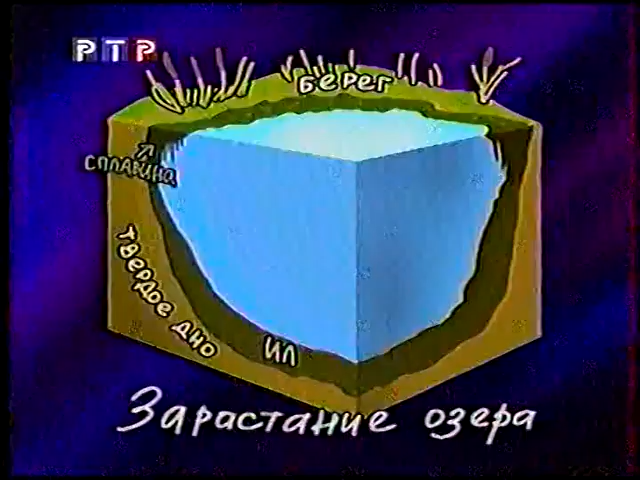 РТР
берег
сплавина
твердое дно
ил
Зарастание озера